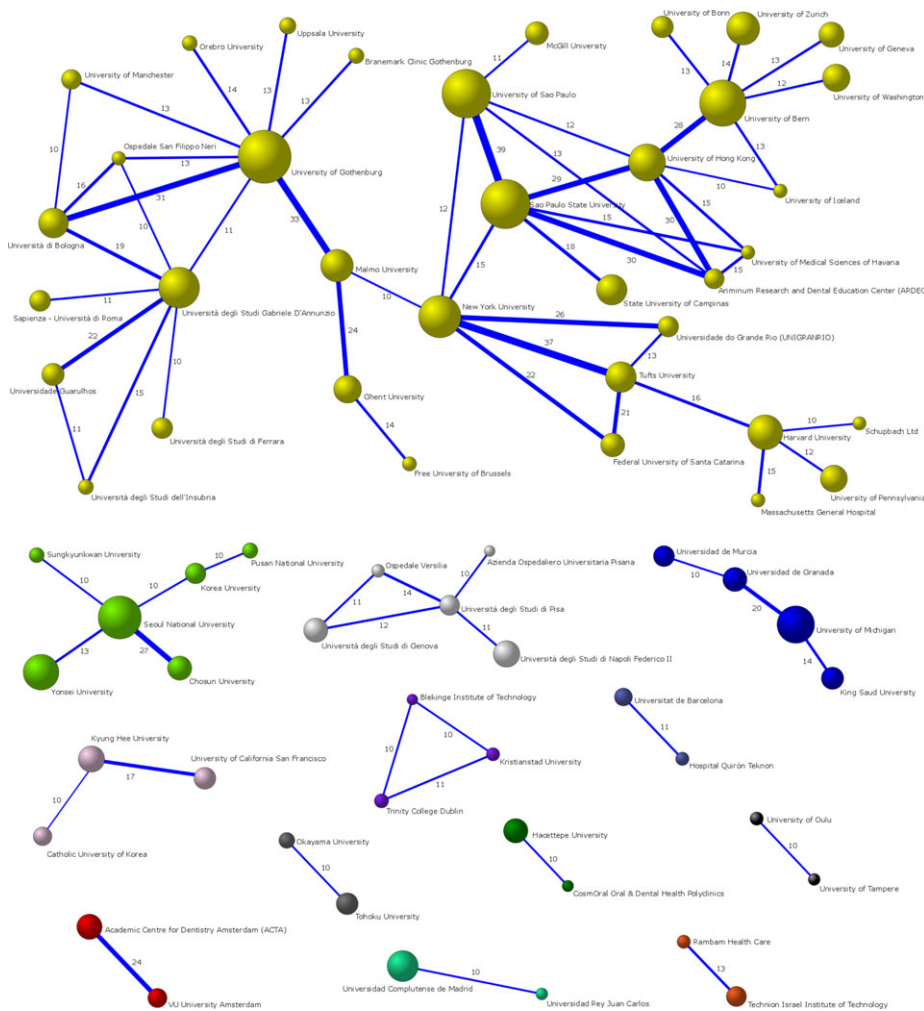 University of Bonn
University of Zurich
Uppsala University
Orebro University
McGill University
University of Geneva
Branemark Clinic Gothenburg
11
13
14
13
University of Manchester
14
13
13
University of Sao Paulo
12
University of Washington
13
University of Bern
12
28
10
Ospedale San Filippo Neri
39
13
13
University of Hong Kong
13
University of Gothenburg
29
16
31
10
University of Iceland
Sao Paulo State University
15
12
33
30
15
10
11
19
Università di Bologna
18
15
30
University of Medical Sciences of Havana
15
Malmo University
10
Ariminum Research and Dental Education Center (ARDEC
11
State University of Campinas
Sapienza - Università di Roma
Università degli Studi Gabriele D'Annunzio
New York University
26
22
24
37
Universidade do Grande Rio (UNIGRANRIO)
10
13
22
Tufts University
Universidade Guarulhos
15
16
Ghent University
21
10
11
14
Harvard University
Schupbach Ltd
Università degli Studi di Ferrara
12
Federal University of Santa Catarina
15
Free University of Brussels
Università degli Studi dell'Insubria
University of Pennsylvania
Massachusetts General Hospital
Sungkyunkwan University
10
Pusan National University
Ospedale Versilia
Azienda Ospedaliero Universitaria Pisana
Universidad de Murcia
10
10
Korea University
10
Universidad de Granada
10
14
11
20
Seoul National University
12
Università degli Studi di Pisa
11
University of Michigan
13
27
Università degli Studi di Genova
Università degli Studi di Napoli Federico II
14
Yonsei University
Chosun University
King Saud University
Blekinge Institute of Technology
Universitat de Barcelona
Kyung Hee University
10
11
University of California San Francisco
10
17
Kristianstad University
Hospital Quirón Teknon
11
10
Trinity College Dublin
Catholic University of Korea
Okayama University
Hacettepe University
University of Oulu
10
10
10
CosmOral Oral & Dental Health Polyclinics
University of Tampere
Tohoku University
Academic Centre for Dentistry Amsterdam (ACTA)
Rambam Health Care
24
10
13
Universidad Complutense de Madrid
VU University Amsterdam
Universidad Rey Juan Carlos
Technion Israel Institute of Technology